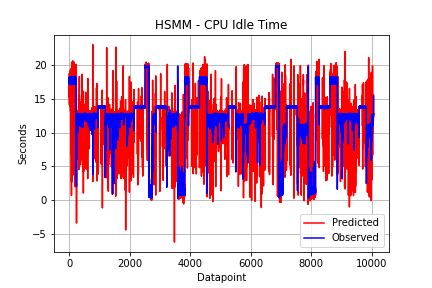 HSMM - CPU Idle Time
Seconds
20
15
10
5
0
−5
0
2000
4000
6000
8000
10000
Datapoint
Predicted
Observed